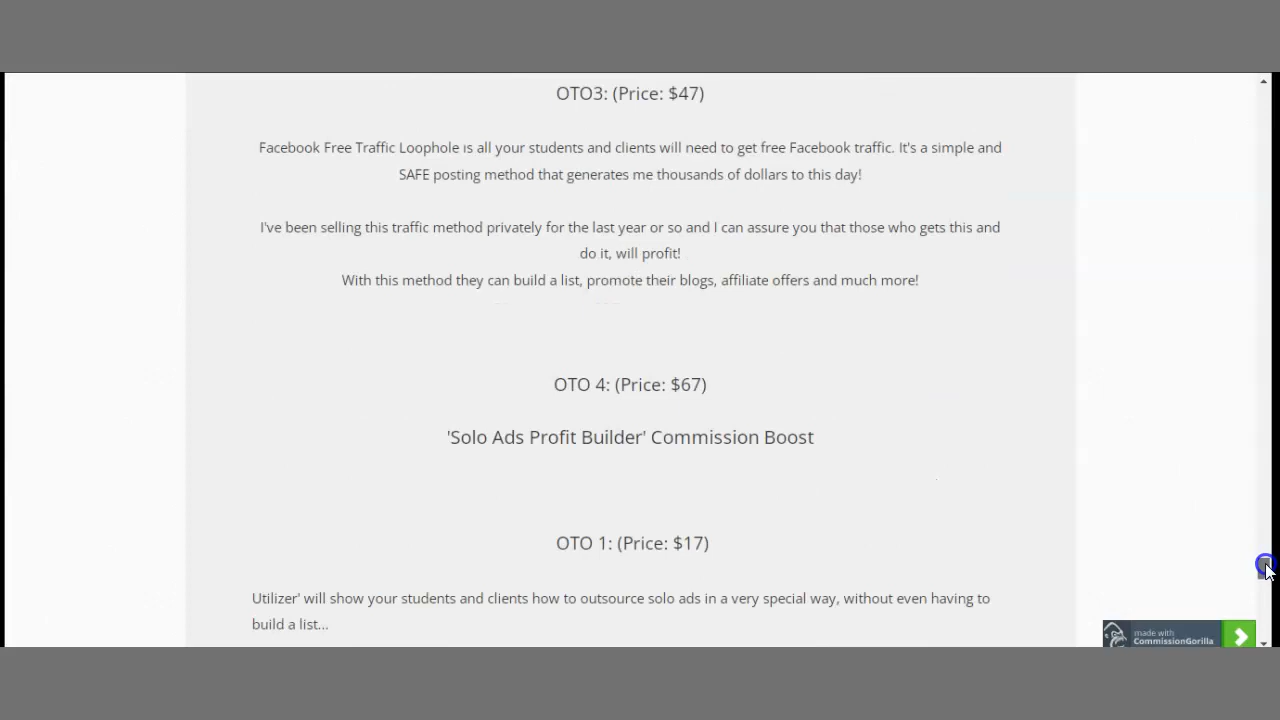 OTO3: (Price: $47)
Facebook Free Traffic Loophole is all your students and clients will need to get free Facebook traffic. It's a simple and
SAFE posting method that generates me thousands of dollars to this day!
I've been selling this traffic method privately for the last year or so and I can assure you that those who gets this and
do it, will profit!
With this method they can build a list, promote their blogs, affiliate offers and much more!
OTO 4: (Price: $67)
'Solo Ads Profit Builder' Commission Boost
OTO 1: (Price: $17)
Utilizer' will show your students and clients how to outsource solo ads in a very special way, without even having to
build a list...
made with
CommissionGorilla